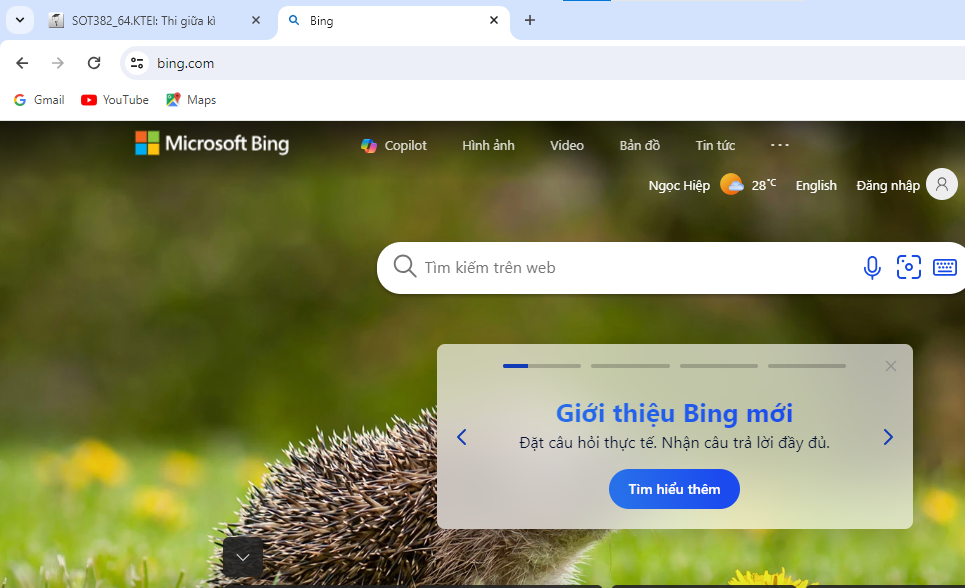 SOT382_64.KTEI: Thi giữa kì
Bing
bing.com
Gmail
YouTube
Maps
Microsoft Bing
Copilot
Hình ảnh
Video
Bản đồ
Tin tức
Ngọc Hiệp
28°C
English
Đăng nhập
Tìm kiếm trên web
Giới thiệu Bing mới
Đặt câu hỏi thực tế. Nhận câu trả lời đầy đủ.
Tìm hiểu thêm